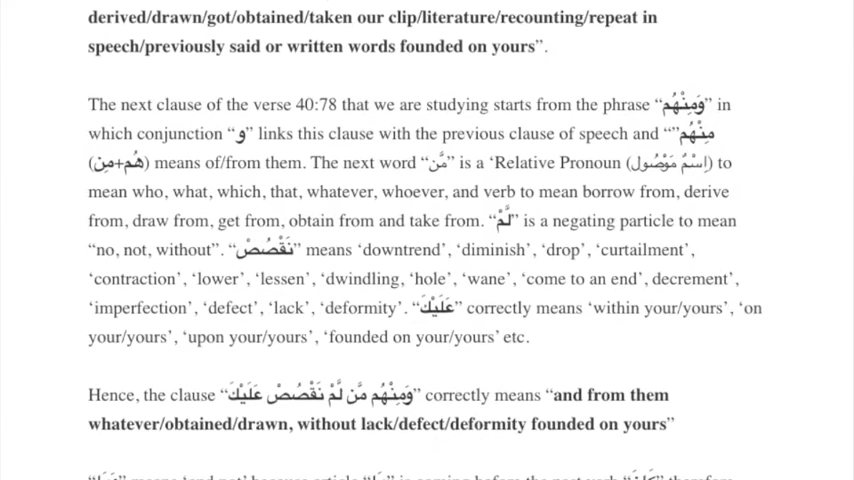 derived/drawn/got/obtained/taken our clip/literature/recounting/repeat in
speech/previously said or written words founded on yours”.
The next clause of the verse 40:78 that we are studying starts from the phrase “وَمِنْهُم” in
which conjunction “و” links this clause with the previous clause of speech and “”مِنْهُم
(هُم+مِن) means of/from them. The next word “مَّن” is a ‘Relative Pronoun (اِسْمٌ مَوْصُول) to
mean who, what, which, that, whatever, whoever, and verb to mean borrow from, derive
from, draw from, get from, obtain from and take from. “لَّمْ” is a negating particle to mean
“no, not, without”. “نَقْصُصْ” means ‘downtrend’, ‘diminish’, ‘drop’, ‘curtailment’,
‘contraction’, ‘lower’, ‘lessen’, ‘dwindling, ‘hole’, ‘wane’, ‘come to an end’, decrement’,
‘imperfection’, ‘defect’, ‘lack’, ‘deformity’. “عَلَيْكَ” correctly means ‘within your/yours’, ‘on
your/yours’, ‘upon your/yours’, ‘founded on your/yours’ etc.
Hence, the clause “وَمِنْهُم مَّن لَّمْ نَقْصُصْ عَلَيْكَ” correctly means “and from them
whatever/obtained/drawn, without lack/defect/deformity founded on yours”